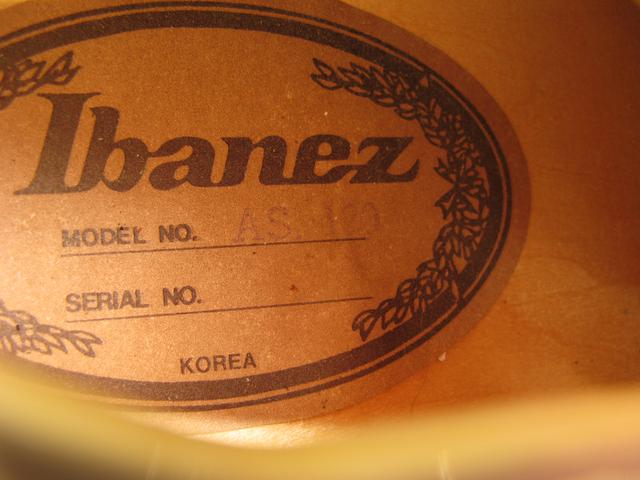 Ibanez
MODEL NO. AS. 120
SERIAL NO.
KOREA